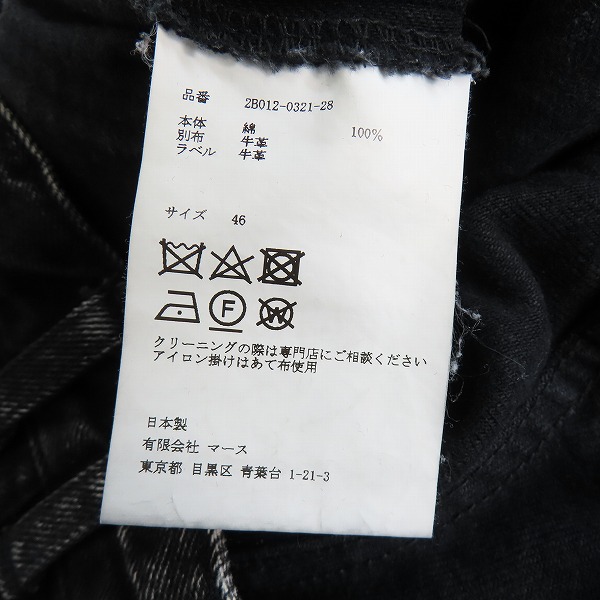 品番 2B012-0321-28
本体 綿 100%
別布 牛革
ラベル 牛革
サイズ 46
F W
クリーニングの際は専門店にご相談ください
アイロン掛けはあて布使用
日本製
有限会社 マース
東京都 目黒区 青葉台 1-21-3